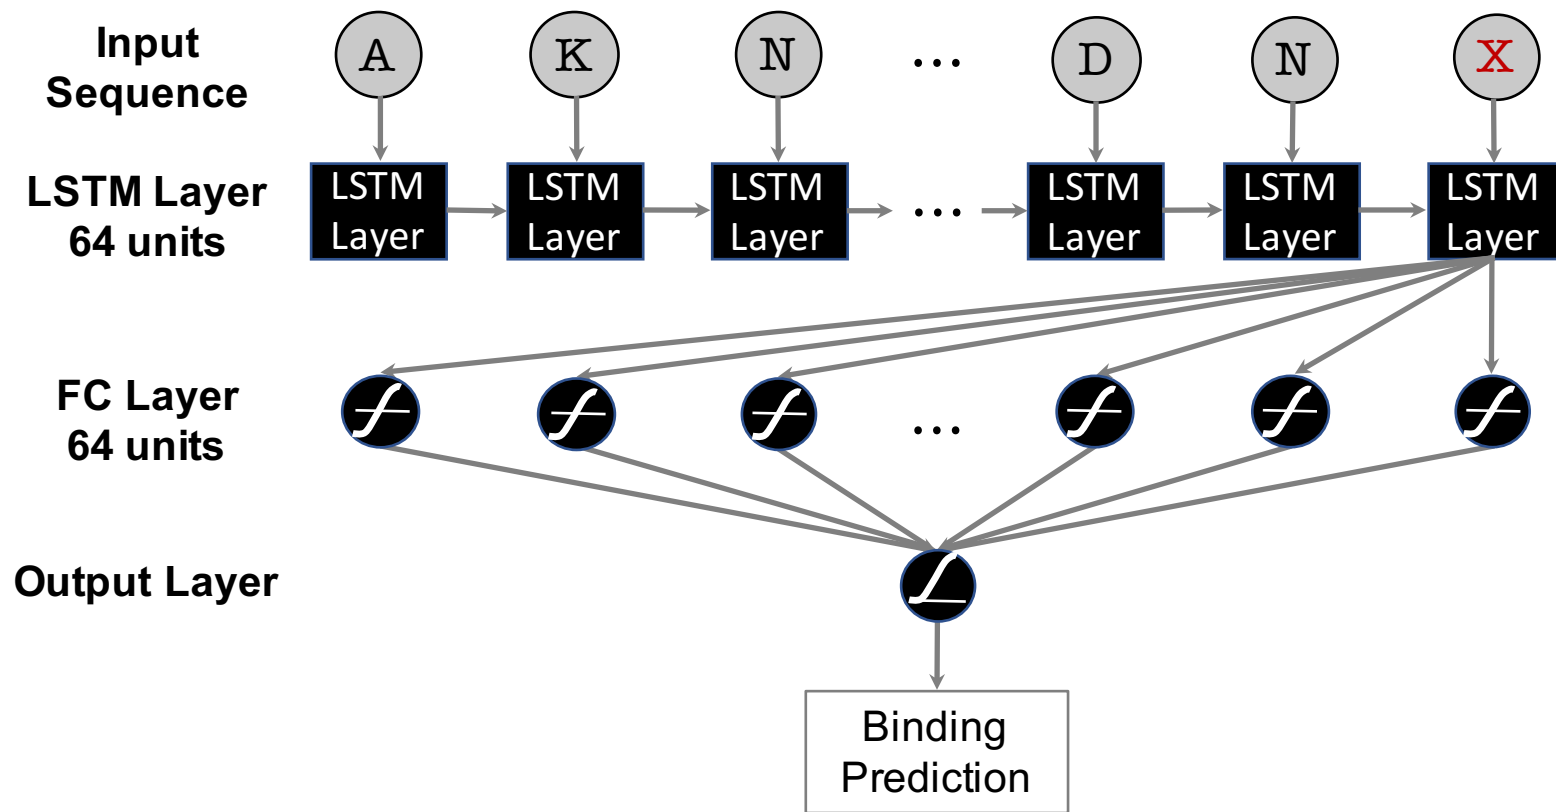 Input
Sequence
A K N ... D N X
LSTM Layer
64 units
LSTM
Layer
LSTM
Layer
LSTM
Layer
...
LSTM
Layer
LSTM
Layer
LSTM
Layer
FC Layer
64 units
...
Output Layer
Binding
Prediction